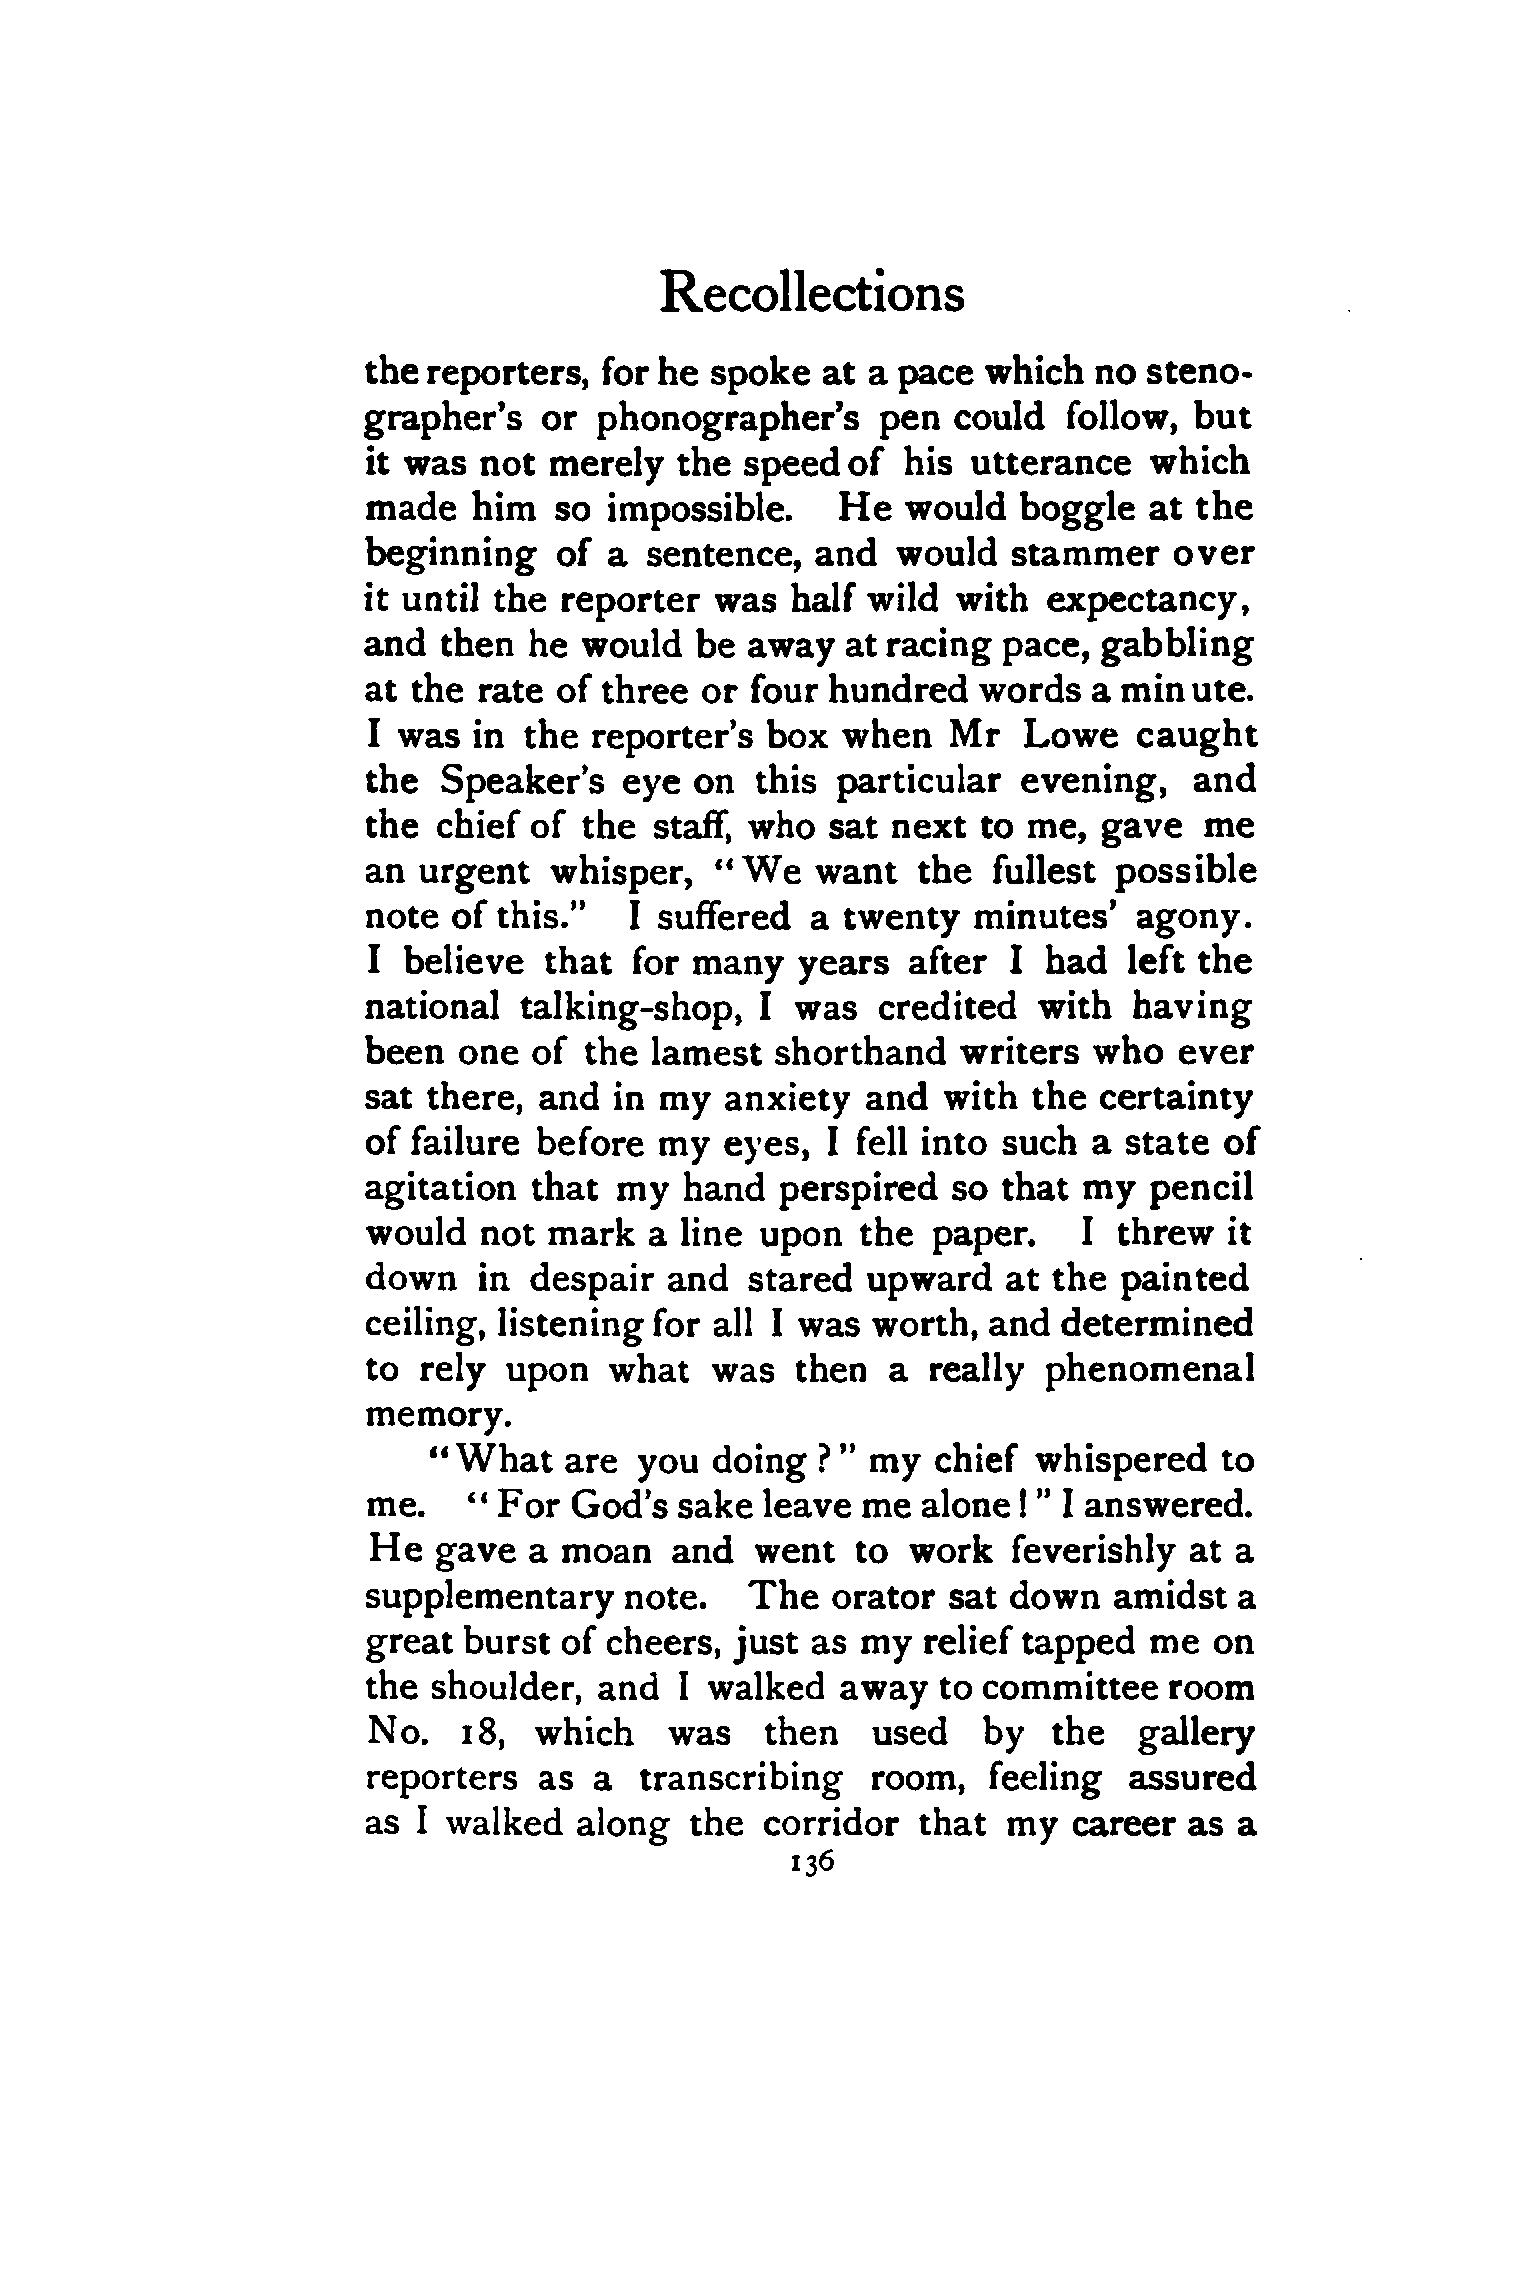 Recollections
the reporters, for he spoke at a pace which no steno-
grapher's or phonographer's pen could follow, but
it was not merely the speed of his utterance which
made him so impossible. He would boggle at the
beginning of a sentence, and would stammer over
it until the reporter was half wild with expectancy,
and then he would be away at racing pace, gabbling
at the rate of three or four hundred words a minute.
I was in the reporter's box when Mr Lowe caught
the Speaker's eye on this particular evening, and
the chief of the staff, who sat next to me, gave me
an urgent whisper, "We want the fullest possible
note of this." I suffered a twenty minutes' agony.
I believe that for many years after I had left the
national talking-shop, I was credited with having
been one of the lamest shorthand writers who ever
sat there, and in my anxiety and with the certainty
of failure before my eyes, I fell into such a state of
agitation that my hand perspired so that my pencil
would not mark a line upon the paper. I threw it
down in despair and stared upward at the painted
ceiling, listening for all I was worth, and determined
to rely upon what was then a really phenomenal
memory.
"What are you doing?" my chief whispered to
me. "For God's sake leave me alone!" I answered.
He gave a moan and went to work feverishly at a
supplementary note. The orator sat down amidst a
great burst of cheers, just as my relief tapped me on
the shoulder, and I walked away to committee room
No. 18, which was then used by the gallery
reporters as a transcribing room, feeling assured
as I walked along the corridor that my career as a
136